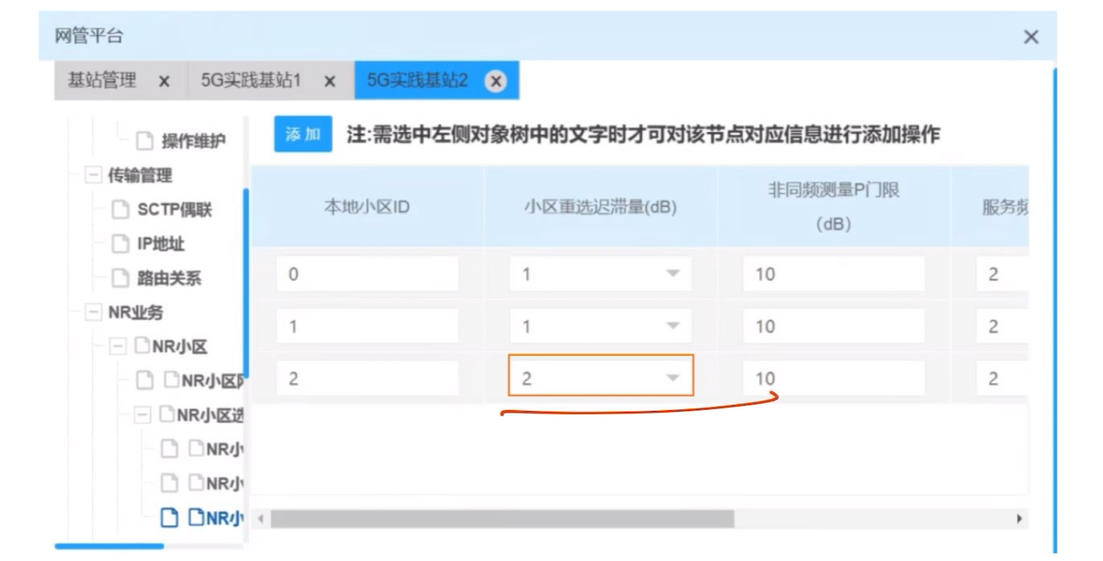 网管平台
基站管理 5G实践基站1 5G实践基站2
添加 注:需选中左侧对象树中的文字时才可对该节点对应信息进行添加操作
操作维护
传输管理
SCTP偶联
IP地址
路由关系
NR业务
NR小区
NR小区
NR小区选
NR小
NR小
NR小
本地小区ID 小区重选迟滞量(dB) 非同频测量P门限(dB) 服务频
0 1 10 2
1 1 10 2
2 2 10 2